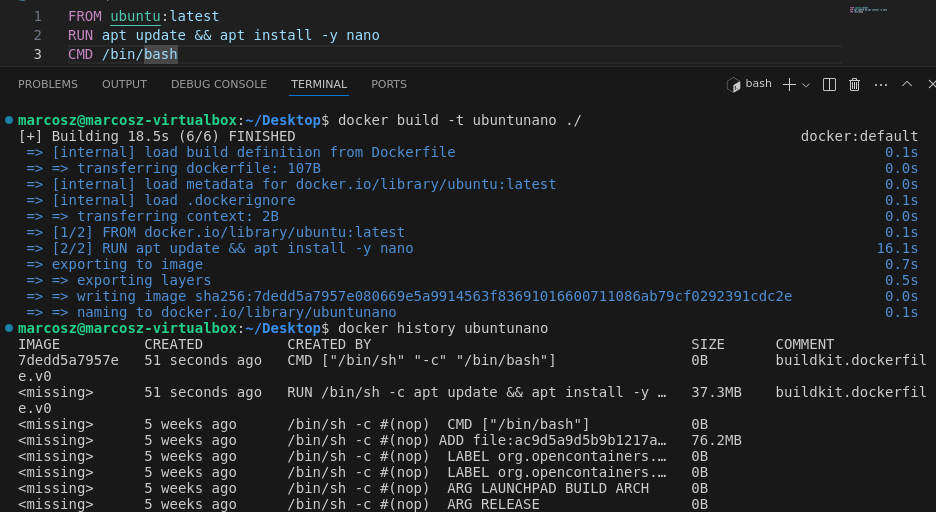 1 FROM ubuntu:latest
2 RUN apt update && apt install -y nano
3 CMD /bin/bash
PROBLEMS OUTPUT DEBUG CONSOLE TERMINAL PORTS bash
marcosz@marcosz-virtualbox:~/Desktop$ docker build -t ubuntunano ./
[+] Building 18.5s (6/6) FINISHED docker:default
=> [internal] load build definition from Dockerfile 0.1s
=> => transferring dockerfile: 107B 0.0s
=> [internal] load metadata for docker.io/library/ubuntu:latest 0.0s
=> [internal] load .dockerignore 0.1s
=> => transferring context: 2B 0.0s
=> [1/2] FROM docker.io/library/ubuntu:latest 0.1s
=> [2/2] RUN apt update && apt install -y nano 16.1s
=> exporting to image 0.7s
=> => exporting layers 0.5s
=> => writing image sha256:7dedd5a7957e080669e5a9914563f83691016600711086ab79cf0292391cdc2e 0.0s
=> => naming to docker.io/library/ubuntunano 0.1s
marcosz@marcosz-virtualbox:~/Desktop$ docker history ubuntunano
IMAGE CREATED CREATED BY SIZE COMMENT
7dedd5a7957e 51 seconds ago CMD ["/bin/sh" "-c" "/bin/bash"] 0B buildkit.dockerfil
e.v0
<missing> 51 seconds ago RUN /bin/sh -c apt update && apt install -y … 37.3MB buildkit.dockerfil
e.v0
<missing> 5 weeks ago /bin/sh -c #(nop) CMD ["/bin/bash"] 0B
<missing> 5 weeks ago /bin/sh -c #(nop) ADD file:ac9d5a9d5b9b1217a… 76.2MB
<missing> 5 weeks ago /bin/sh -c #(nop) LABEL org.opencontainers.… 0B
<missing> 5 weeks ago /bin/sh -c #(nop) LABEL org.opencontainers.… 0B
<missing> 5 weeks ago /bin/sh -c #(nop) ARG LAUNCHPAD BUILD ARCH 0B
<missing> 5 weeks ago /bin/sh -c #(nop) ARG RELEASE 0B